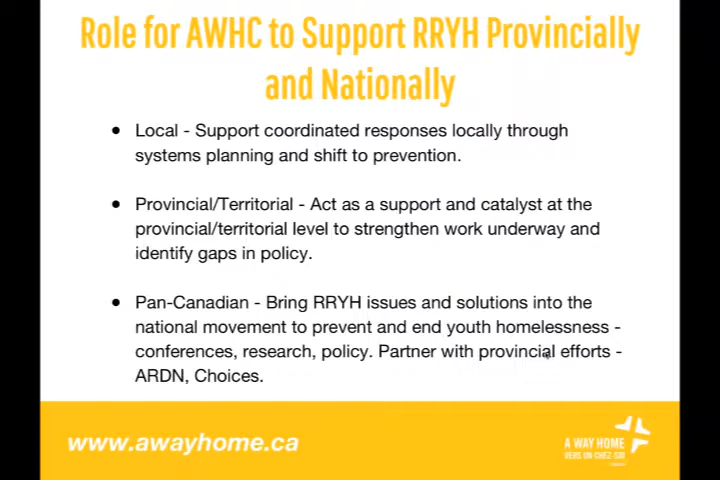 Role for AWHC to Support RRYH Provincially
and Nationally
● Local - Support coordinated responses locally through
systems planning and shift to prevention.
● Provincial/Territorial - Act as a support and catalyst at the
provincial/territorial level to strengthen work underway and
identify gaps in policy.
● Pan-Canadian - Bring RRYH issues and solutions into the
national movement to prevent and end youth homelessness -
conferences, research, policy. Partner with provincial efforts -
ARDN, Choices.
www.awayhome.ca
A WAY HOME
VERS UN CHEZ-SOI